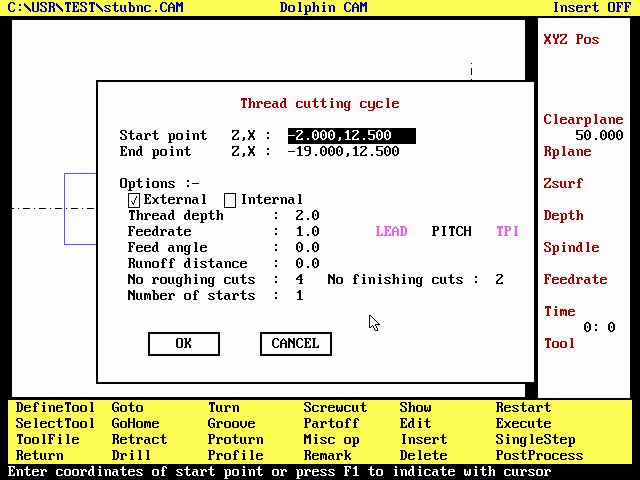 C:\USR\TEST\stubnc.CAM Dolphin CAM Insert OFF
XYZ Pos
Thread cutting cycle
Clearplane
50.000
Rplane
Zsurf
Depth
Spindle
Feedrate
Time
0: 0
Tool
Start point Z,X : -2.000,12.500
End point Z,X : -19.000,12.500
Options :-
External Internal
Thread depth : 2.0
Feedrate : 1.0 LEAD PITCH TPI
Feed angle : 0.0
Runoff distance : 0.0
No roughing cuts : 4 No finishing cuts : 2
Number of starts : 1
OK CANCEL
DefineTool Goto Turn Screwcut Show Restart
SelectTool GoHome Groove Partoff Edit Execute
ToolFile Retract Proturn Misc op Insert SingleStep
Return Drill Profile Remark Delete PostProcess
Enter coordinates of start point or press F1 to indicate with cursor